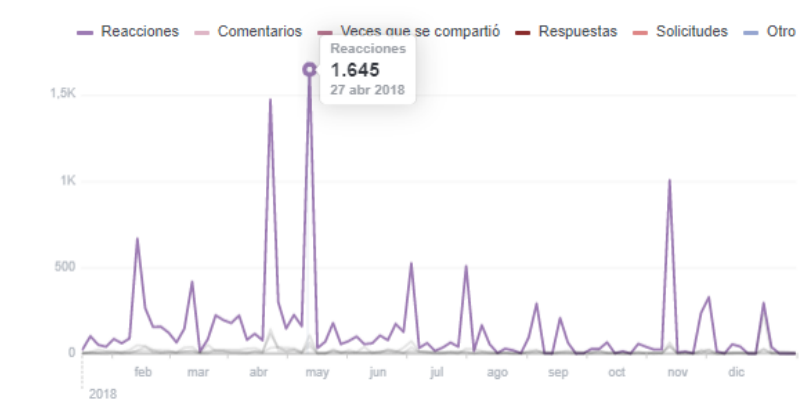 Reacciones Comentarios Veces que se compartió Respuestas Solicitudes Otro
Reacciones
1.645
27 abr 2018
1,5K
1K
500
0
feb mar abr may jun jul ago sep oct nov dic
2018